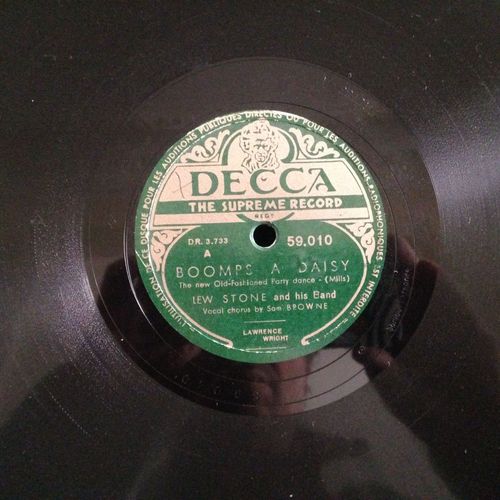 L'UTILISATION DE CE DISQUE POUR LES AUDITIONS PUBLIQUES DIRECTES OU POUR LES AUDITIONS RADIOPHONIQUES EST INTERDITE
DECCA
THE SUPREME RECORD
REGD
DR. 3.733
59.010
A
BOOMPS A DAISY
The new Old-Fashioned Party dance - (Mills)
LEW STONE and his Band
Vocal chorus by Sam BROWNE
LAWRENCE
WRIGHT